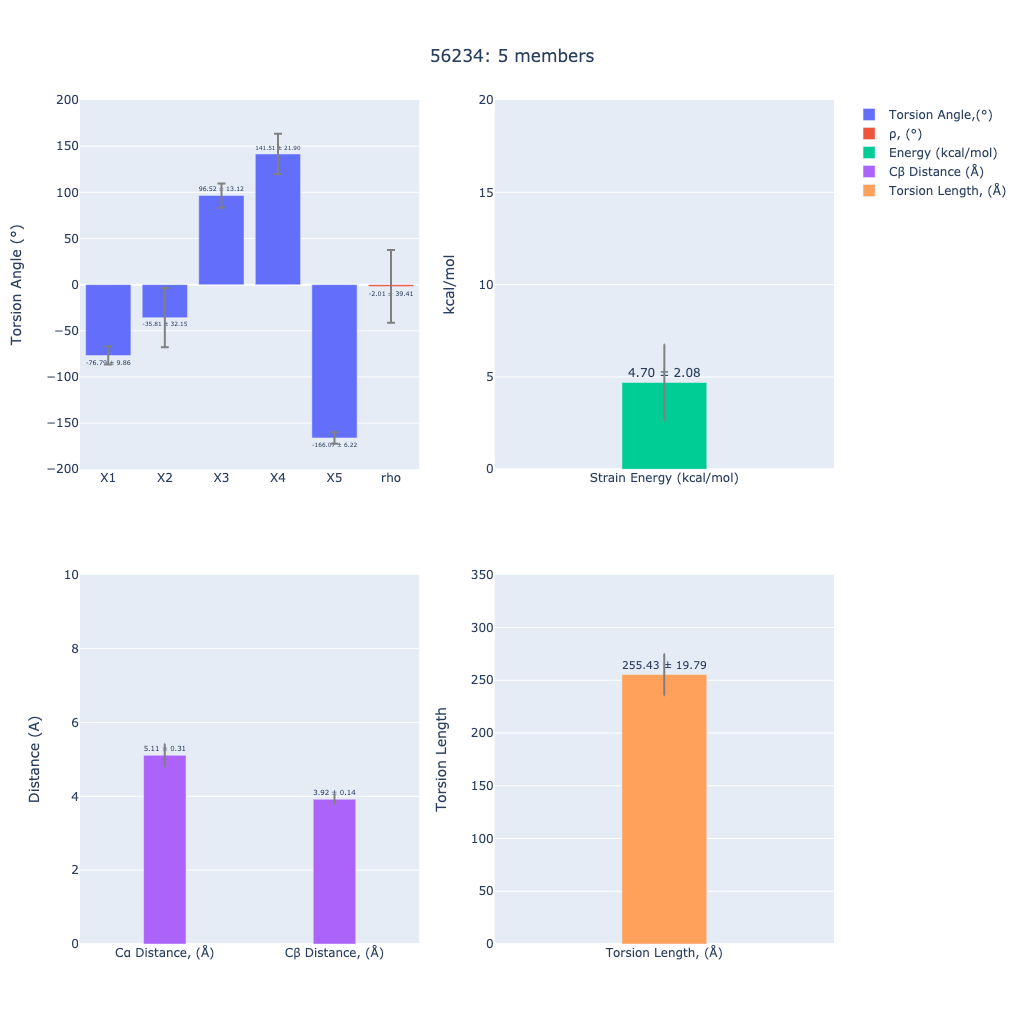 56234: 5 members
Torsion Angle (°)
200
150
100
50
0
−50
−100
−150
−200
-76.79 ± 9.86
-35.81 ± 32.15
96.52 ± 13.12
141.51 ± 21.90
-166.07 ± 6.22
-2.01 ± 39.41
X1 X2 X3 X4 X5 rho
kcal/mol
20
15
10
5
0
4.70 ± 2.08
Strain Energy (kcal/mol)
Torsion Angle,(°)
ρ, (°)
Energy (kcal/mol)
Cβ Distance (Å)
Torsion Length, (Å)
Distance (A)
10
8
6
4
2
0
5.11 ± 0.31
3.92 ± 0.14
Cα Distance, (Å) Cβ Distance, (Å)
Torsion Length
350
300
250
200
150
100
50
0
255.43 ± 19.79
Torsion Length, (Å)